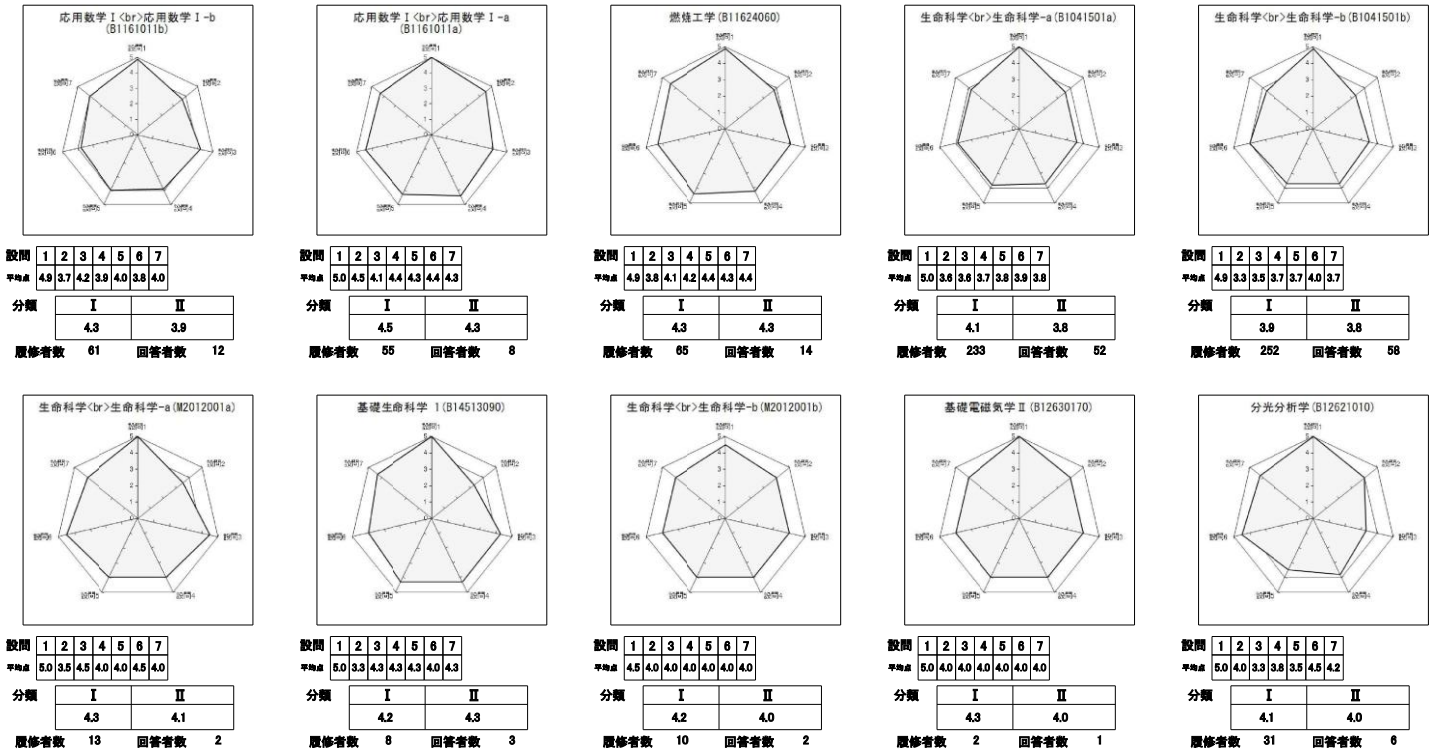 応用数学Ⅰ<br>応用数学Ⅰ-b
(B1161011b)
設問 1 2 3 4 5 6 7
平均点 4.9 3.7 4.2 3.9 4.0 3.8 4.0
分類 Ⅰ Ⅱ
4.3 3.9
履修者数 61 回答者数 12
応用数学Ⅰ<br>応用数学Ⅰ-a
(B1161011a)
設問 1 2 3 4 5 6 7
平均点 5.0 4.5 4.1 4.4 4.3 4.4 4.3
分類 Ⅰ Ⅱ
4.5 4.3
履修者数 55 回答者数 8
燃焼工学(B11624060)
設問 1 2 3 4 5 6 7
平均点 4.9 3.8 4.1 4.2 4.4 4.3 4.4
分類 Ⅰ Ⅱ
4.3 4.3
履修者数 65 回答者数 14
生命科学<br>生命科学-a(B1041501a)
設問 1 2 3 4 5 6 7
平均点 5.0 3.6 3.6 3.7 3.8 3.9 3.8
分類 Ⅰ Ⅱ
4.1 3.8
履修者数 233 回答者数 52
生命科学<br>生命科学-b(B1041501b)
設問 1 2 3 4 5 6 7
平均点 4.9 3.3 3.5 3.7 3.7 4.0 3.7
分類 Ⅰ Ⅱ
3.9 3.8
履修者数 252 回答者数 58
生命科学<br>生命科学-a(M2012001a)
設問 1 2 3 4 5 6 7
平均点 5.0 3.5 4.5 4.0 4.0 4.5 4.0
分類 Ⅰ Ⅱ
4.3 4.1
履修者数 13 回答者数 2
基礎生命科学 1(B14513090)
設問 1 2 3 4 5 6 7
平均点 5.0 3.3 4.3 4.3 4.3 4.0 4.3
分類 Ⅰ Ⅱ
4.2 4.3
履修者数 8 回答者数 3
生命科学<br>生命科学-b(M2012001b)
設問 1 2 3 4 5 6 7
平均点 4.5 4.0 4.0 4.0 4.0 4.0 4.0
分類 Ⅰ Ⅱ
4.2 4.0
履修者数 10 回答者数 2
基礎電磁気学Ⅱ(B12630170)
設問 1 2 3 4 5 6 7
平均点 5.0 4.0 4.0 4.0 4.0 4.0 4.0
分類 Ⅰ Ⅱ
4.3 4.0
履修者数 2 回答者数 1
分光分析学(B12621010)
設問 1 2 3 4 5 6 7
平均点 5.0 4.0 3.3 3.8 3.5 4.5 4.2
分類 Ⅰ Ⅱ
4.1 4.0
履修者数 31 回答者数 6